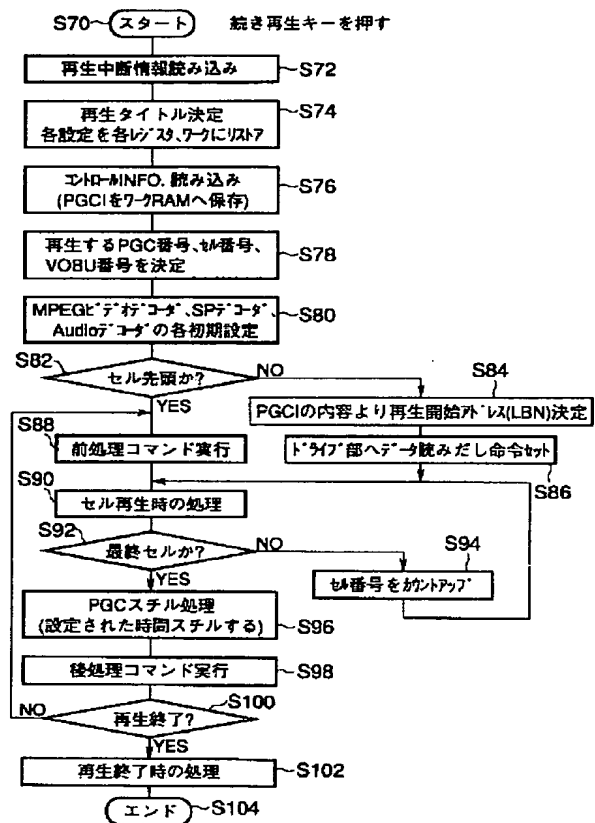 S70 スタート 続き再生キーを押す
再生中断情報読み込み S72
再生タイトル決定
各設定を各レジスタ、ワークにリストア
S74
コントロールINFO. 読み込み
(PGCIをワークRAMへ保存)
S76
再生するPGC番号、セル番号、
VOBU番号を決定
S78
MPEGビデオデコーダ、SPデコーダ、
Audioデコーダの各初期設定
S80
S82 セル先頭か? NO
YES
S84
PGCIの内容より再生開始アドレス(LBN)決定
ドライブ部へデータ読みだし命令セット
S86
S88
前処理コマンド実行
S90
セル再生時の処理
S92 最終セルか? NO
YES
S94
セル番号をカウントアップ
PGCスチル処理
(設定された時間スチルする)
S96
後処理コマンド実行 S98
S100
NO 再生終了?
YES
再生終了時の処理 S102
エンド S104